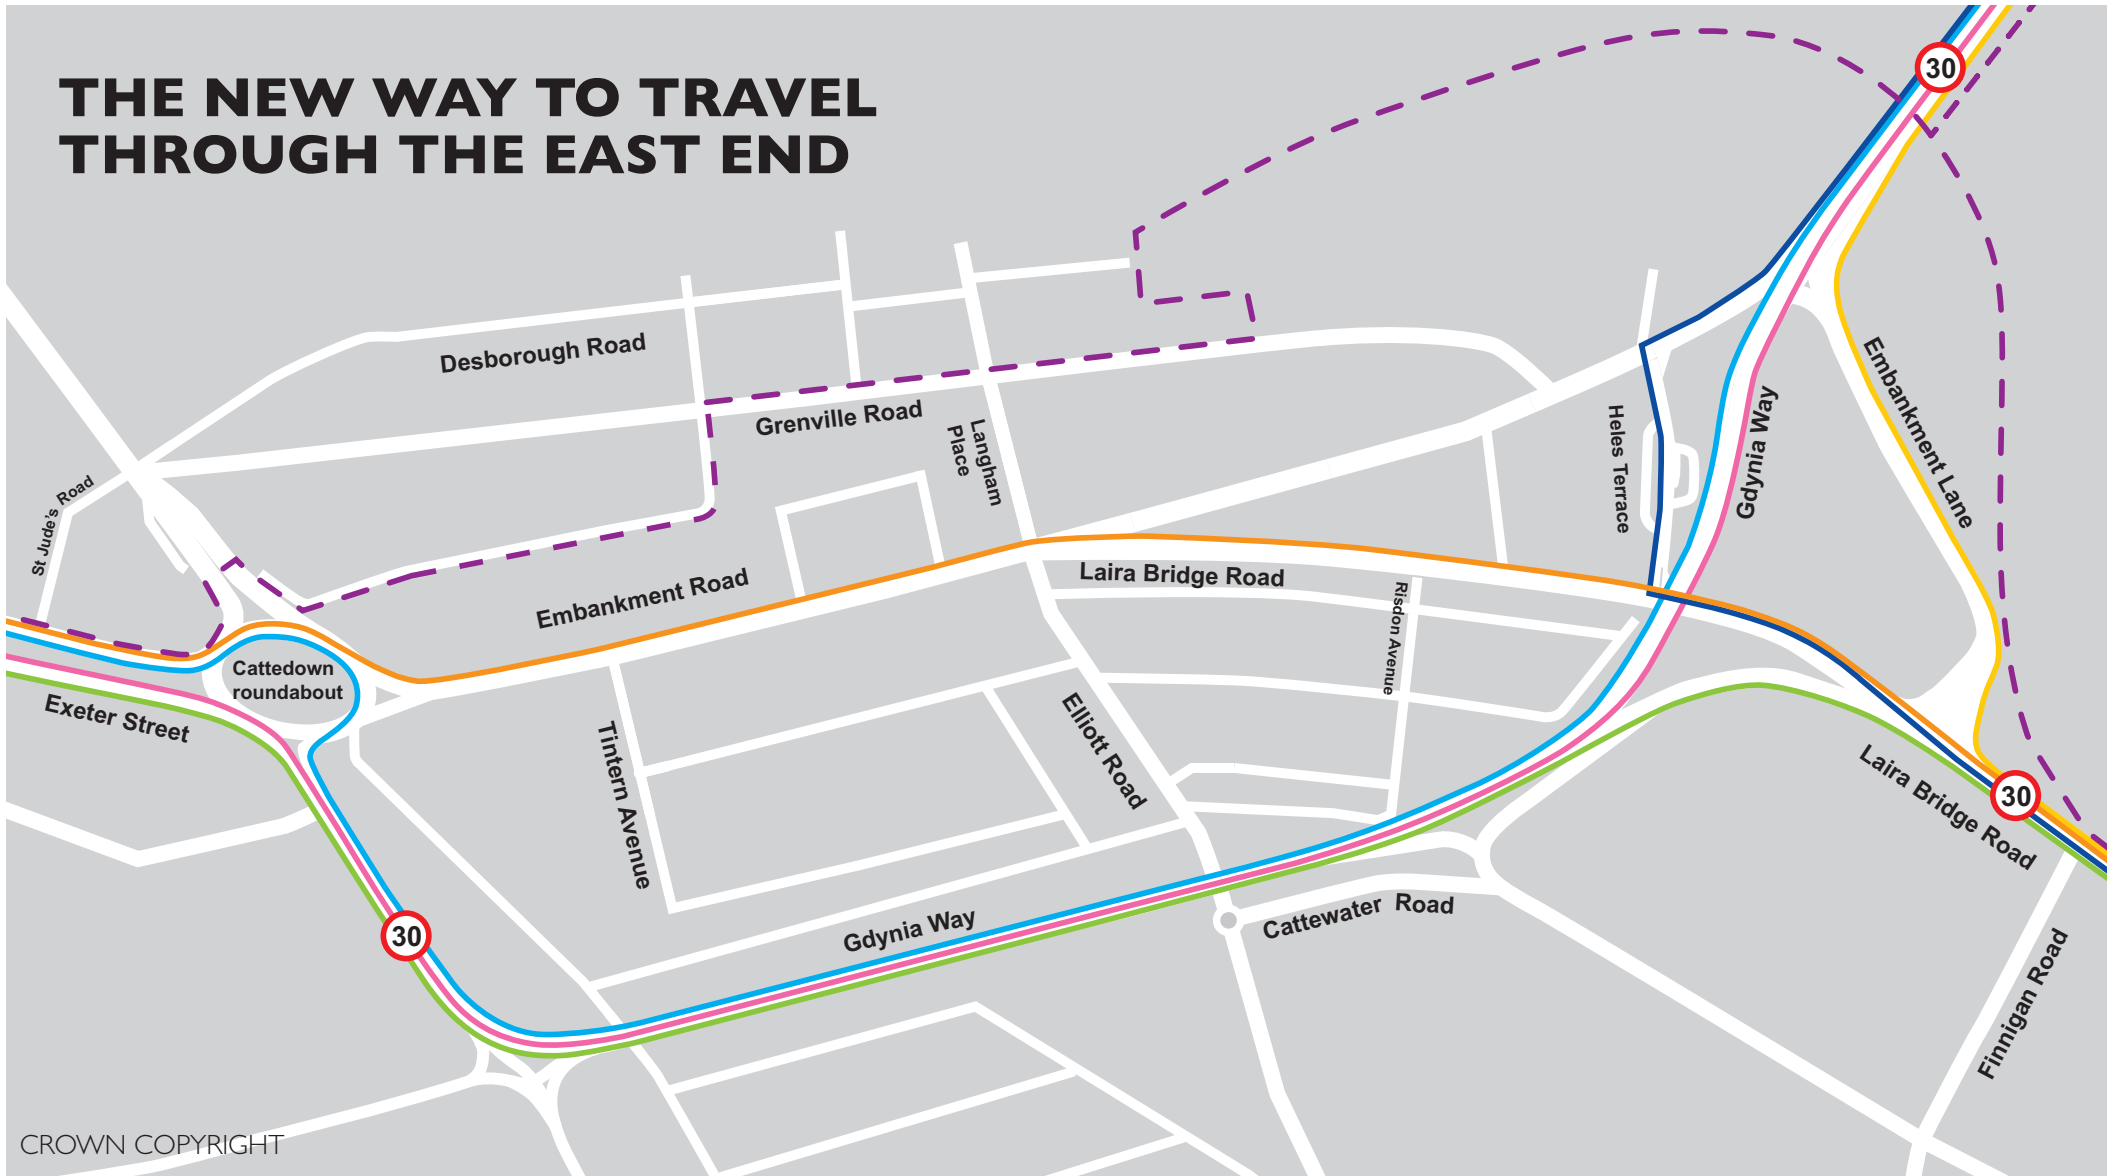 THE NEW WAY TO TRAVEL
THROUGH THE EAST END
30
Desborough Road
Grenville Road
Langham
Place
Heles Terrace
Gdynia Way
Embankment Lane
St Jude's Road
Embankment Road
Laira Bridge Road
Risdon Avenue
Cattedown
roundabout
Exeter Street
Tintern Avenue
Elliott Road
Laira Bridge Road
30
30
Gdynia Way
Cattewater Road
Finnigan Road
CROWN COPYRIGHT